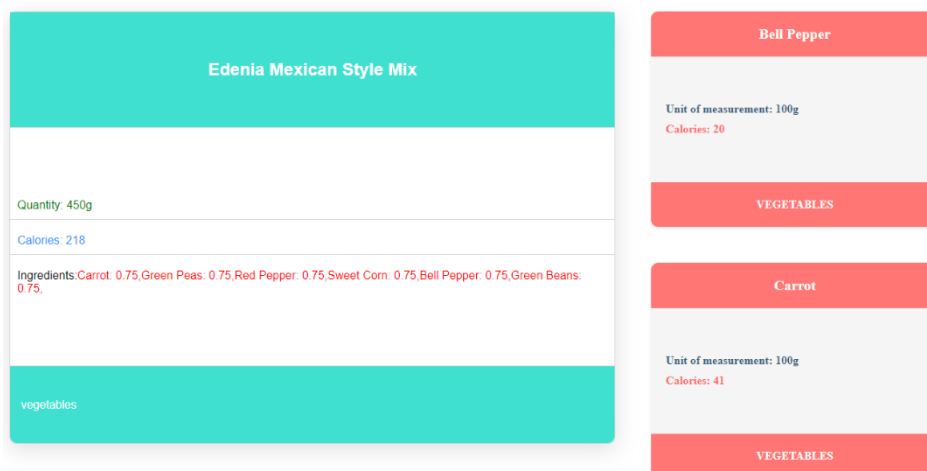 Edenia Mexican Style Mix
Quantity: 450g
Calories: 218
Ingredients:Carrot: 0.75,Green Peas: 0.75,Red Pepper: 0.75,Sweet Corn: 0.75,Bell Pepper: 0.75,Green Beans:
0.75,
vegetables
Bell Pepper
Unit of measurement: 100g
Calories: 20
VEGETABLES
Carrot
Unit of measurement: 100g
Calories: 41
VEGETABLES